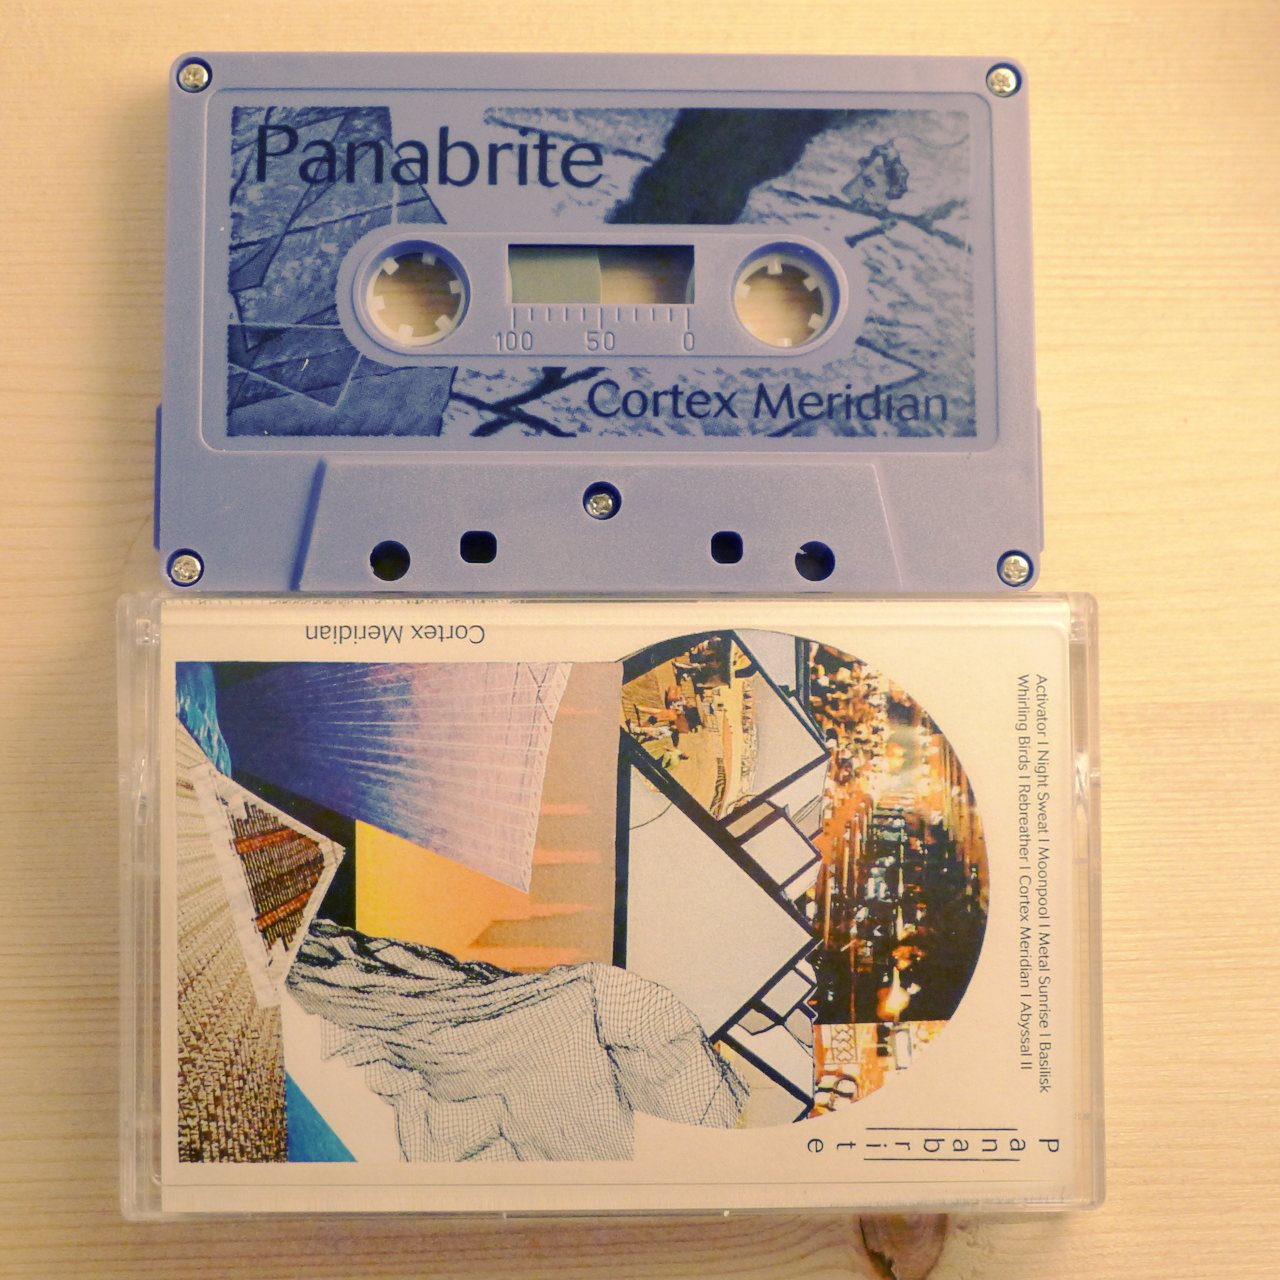 Panabrite
100 50 0
Cortex Meridian
Cortex Meridian
Activator | Night Sweat | Moonpool | Metal Sunrise | Basilisk
Whirling Birds | Rebreather | Cortex Meridian | Abyssal II
Panabrite